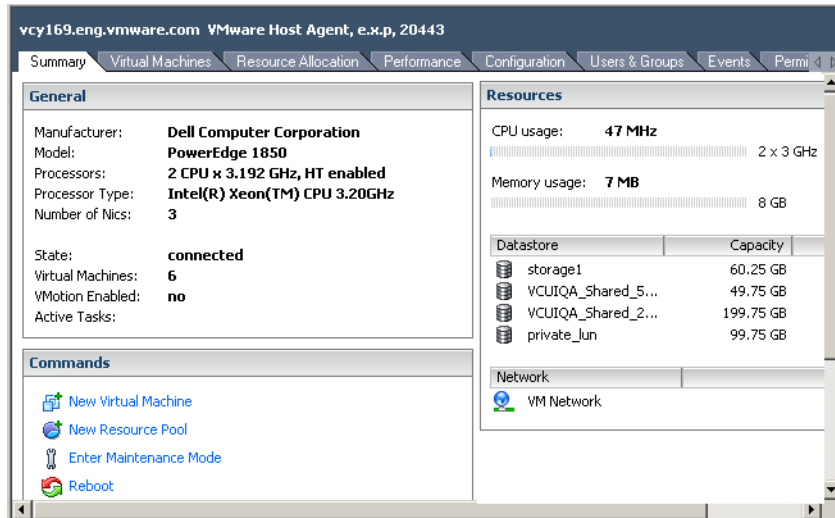 vcy169.eng.vmware.com VMware Host Agent, e.x.p, 20443
Summary Virtual Machines Resource Allocation Performance Configuration Users & Groups Events Permi
General
Manufacturer: Dell Computer Corporation
Model: PowerEdge 1850
Processors: 2 CPU x 3.192 GHz, HT enabled
Processor Type: Intel(R) Xeon(TM) CPU 3.20GHz
Number of Nics: 3
State: connected
Virtual Machines: 6
VMotion Enabled: no
Active Tasks:
Commands
New Virtual Machine
New Resource Pool
Enter Maintenance Mode
Reboot
Resources
CPU usage: 47 MHz
2 x 3 GHz
Memory usage: 7 MB
8 GB
Datastore Capacity
storage1 60.25 GB
VCUIQA_Shared_5... 49.75 GB
VCUIQA_Shared_2... 199.75 GB
private_lun 99.75 GB
Network
VM Network